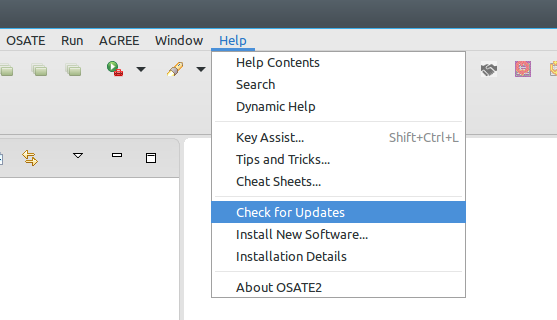 OSATE Run AGREE Window Help
Help Contents
Search
Dynamic Help
Key Assist... Shift+Ctrl+L
Tips and Tricks...
Cheat Sheets...
Check for Updates
Install New Software...
Installation Details
About OSATE2